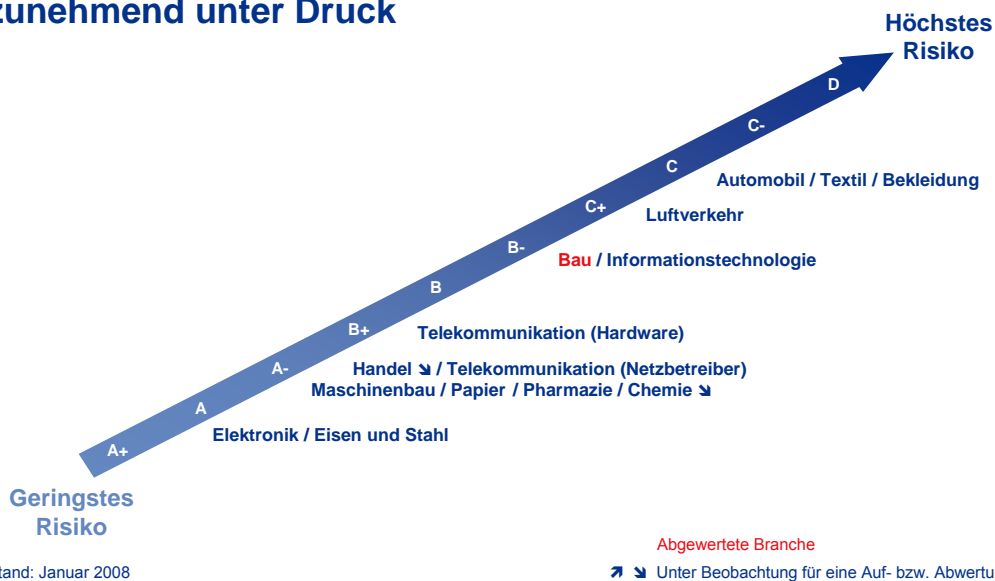 zunehmend unter Druck
Höchstes
Risiko
D
C-
C
Automobil / Textil / Bekleidung
C+
Luftverkehr
B-
Bau / Informationstechnologie
B
B+
Telekommunikation (Hardware)
A-
Handel ➘ / Telekommunikation (Netzbetreiber)
Maschinenbau / Papier / Pharmazie / Chemie ➘
A
Elektronik / Eisen und Stahl
A+
Geringstes
Risiko
Abgewertete Branche
tand: Januar 2008
➚ ➘ Unter Beobachtung für eine Auf- bzw. Abwertu